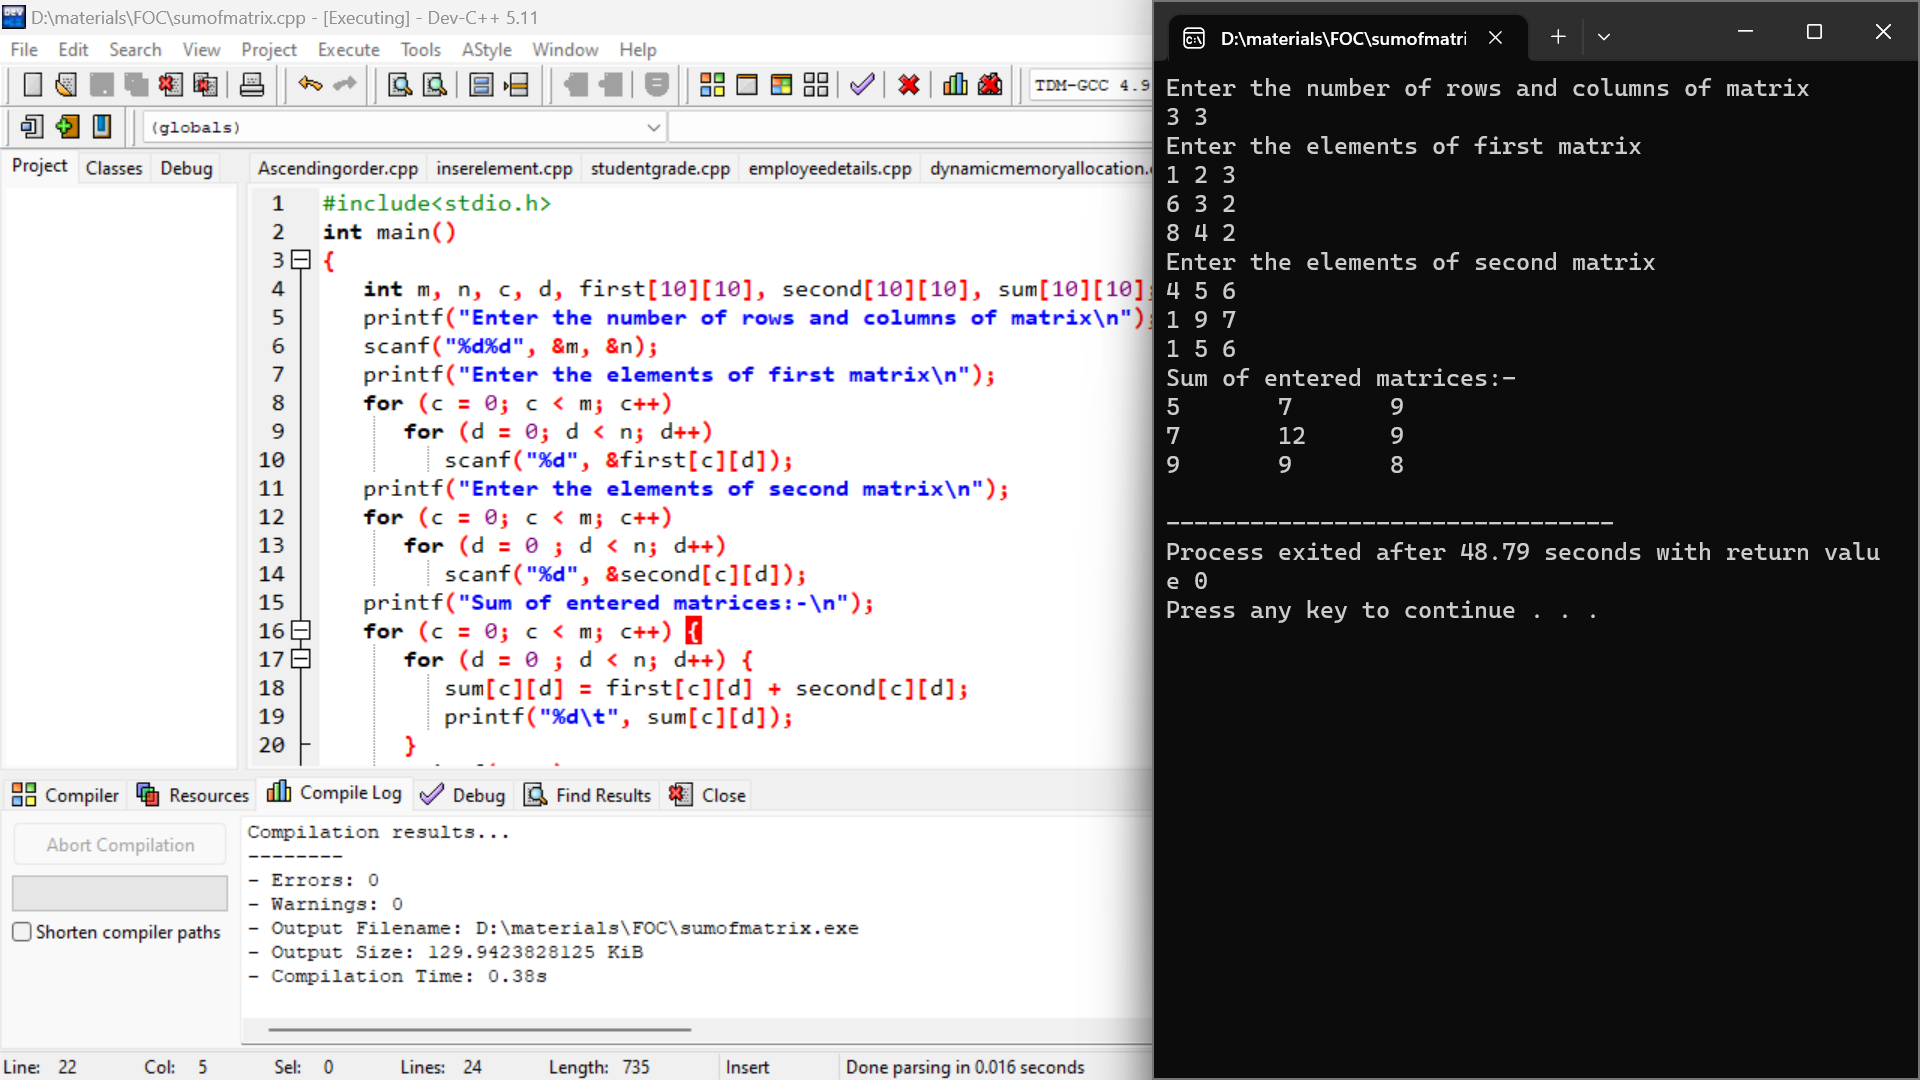 D:\materials\FOC\sumofmatrix.cpp - [Executing] - Dev-C++ 5.11
File Edit Search View Project Execute Tools AStyle Window Help
TDM-GCC 4.9
(globals)
Project Classes Debug
Ascendingorder.cpp inserelement.cpp studentgrade.cpp employeedetails.cpp dynamicmemoryallocation.
1 #include<stdio.h>
2 int main()
3 {
4 int m, n, c, d, first[10][10], second[10][10], sum[10][10];
5 printf("Enter the number of rows and columns of matrix\n");
6 scanf("%d%d", &m, &n);
7 printf("Enter the elements of first matrix\n");
8 for (c = 0; c < m; c++)
9 for (d = 0; d < n; d++)
10 scanf("%d", &first[c][d]);
11 printf("Enter the elements of second matrix\n");
12 for (c = 0; c < m; c++)
13 for (d = 0 ; d < n; d++)
14 scanf("%d", &second[c][d]);
15 printf("Sum of entered matrices:-\n");
16 for (c = 0; c < m; c++) {
17 for (d = 0 ; d < n; d++) {
18 sum[c][d] = first[c][d] + second[c][d];
19 printf("%d\t", sum[c][d]);
20 }
Compiler Resources Compile Log Debug Find Results Close
Abort Compilation
Shorten compiler paths
Compilation results...
--------
- Errors: 0
- Warnings: 0
- Output Filename: D:\materials\FOC\sumofmatrix.exe
- Output Size: 129.9423828125 KiB
- Compilation Time: 0.38s
Line: 22 Col: 5 Sel: 0 Lines: 24 Length: 735 Insert Done parsing in 0.016 seconds
D:\materials\FOC\sumofmatri
Enter the number of rows and columns of matrix
3 3
Enter the elements of first matrix
1 2 3
6 3 2
8 4 2
Enter the elements of second matrix
4 5 6
1 9 7
1 5 6
Sum of entered matrices:-
5 7 9
7 12 9
9 9 8
--------------------------------
Process exited after 48.79 seconds with return valu
e 0
Press any key to continue . . .